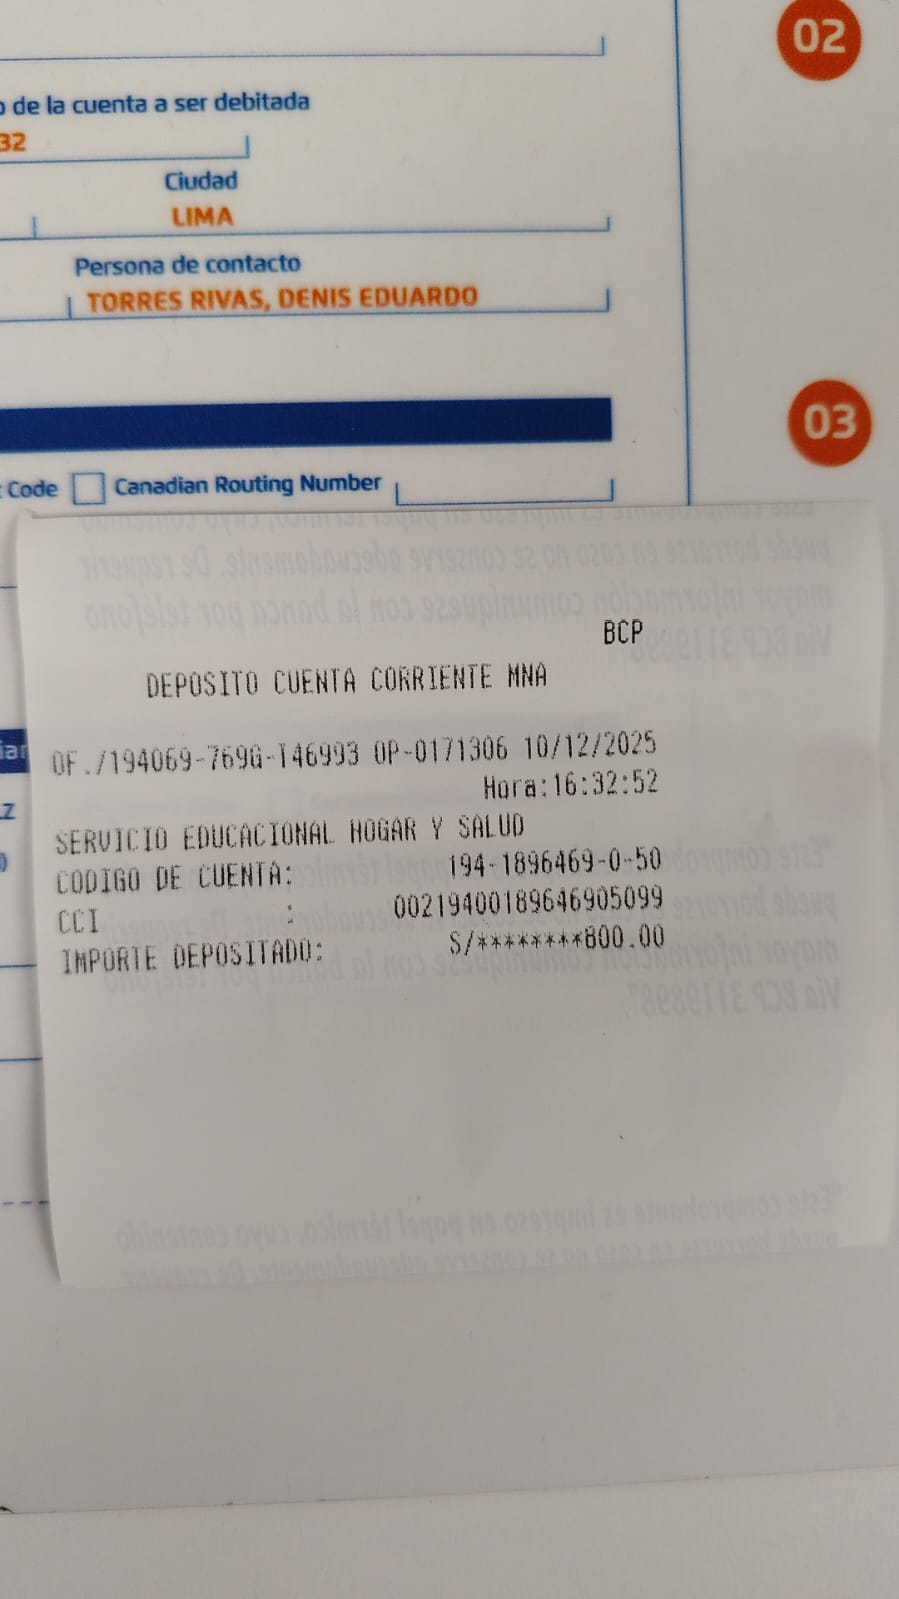 02
de la cuenta a ser debitada
32
Ciudad
LIMA
Persona de contacto
TORRES RIVAS, DENIS EDUARDO
03
Code Canadian Routing Number
BCP
DEPOSITO CUENTA CORRIENTE MNA
OF./194069-769G-T46993 OP-0171306 10/12/2025
Hora:16:32:52
SERVICIO EDUCACIONAL HOGAR Y SALUD
CODIGO DE CUENTA: 194-1896469-0-50
CCI : 00219400189646905099
IMPORTE DEPOSITADO: S/********800.00